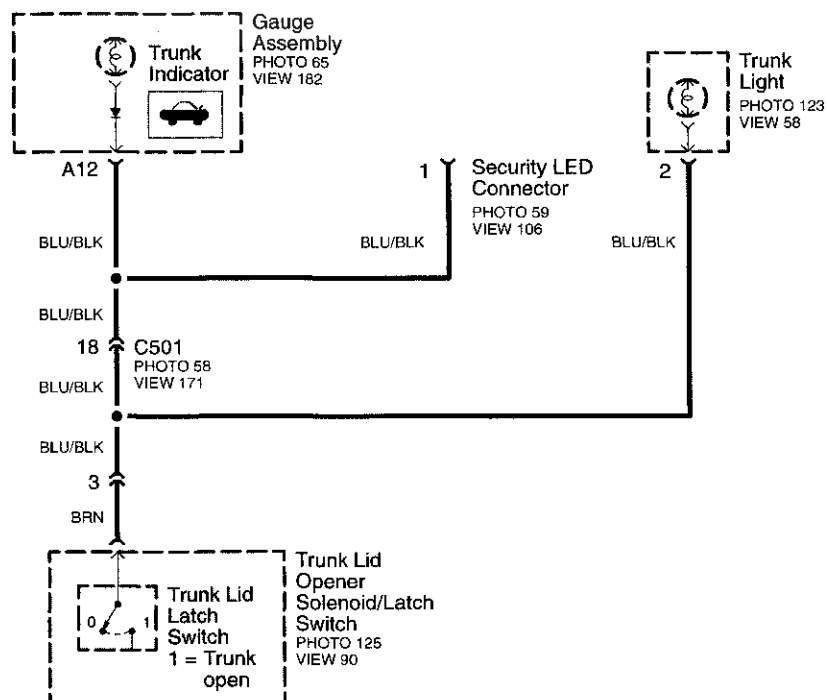 Gauge
Assembly
PHOTO 65
VIEW 182
Trunk
Indicator
Trunk
Light
PHOTO 123
VIEW 58
A12
1
Security LED
Connector
PHOTO 59
VIEW 106
2
BLU/BLK
BLU/BLK
BLU/BLK
BLU/BLK
18
C501
PHOTO 58
VIEW 171
BLU/BLK
BLU/BLK
3
BRN
Trunk Lid
Opener
Solenoid/Latch
Switch
PHOTO 125
VIEW 90
0
1
Trunk Lid
Latch
Switch
1 = Trunk
open